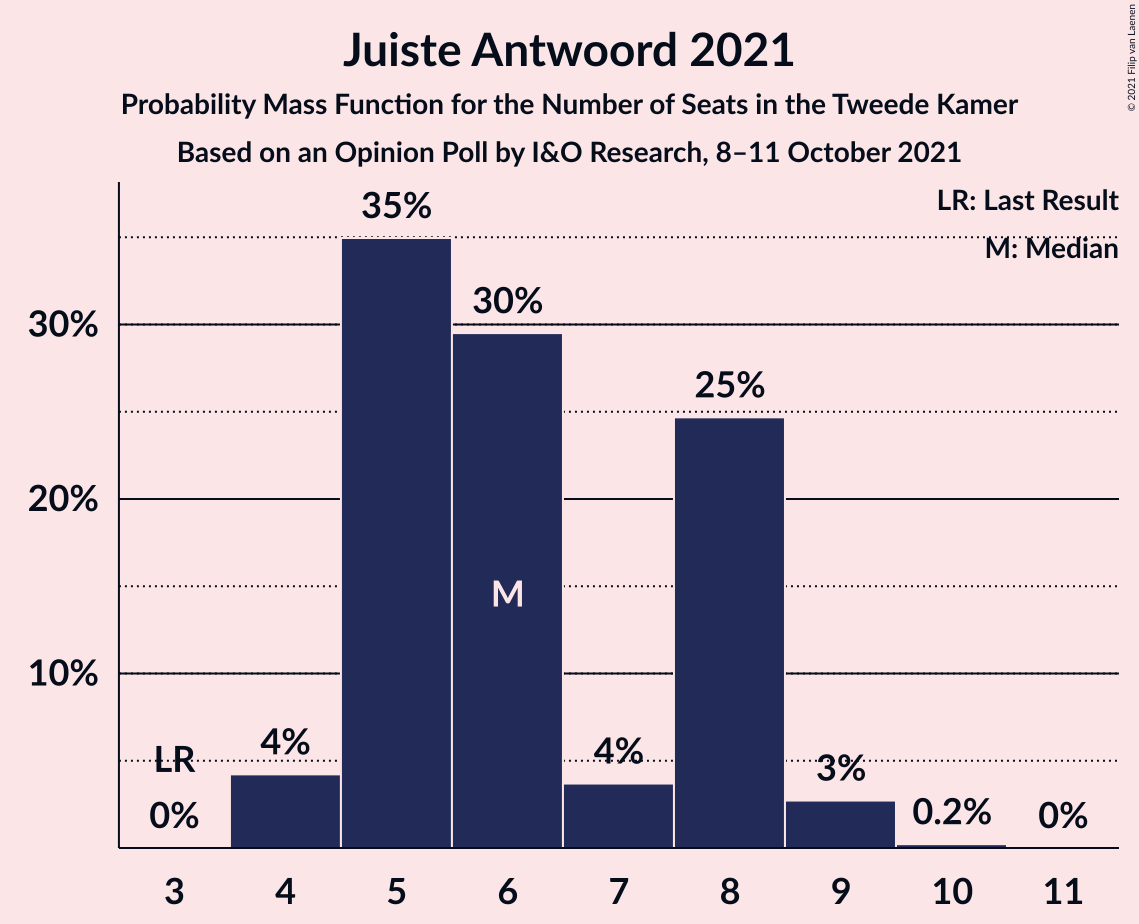 Juiste Antwoord 2021
Probability Mass Function for the Number of Seats in the Tweede Kamer
Based on an Opinion Poll by I&O Research, 8–11 October 2021
© 2021 Filip van Laenen
LR: Last Result
M: Median
35%
30%
30%
25%
20%
M
10%
LR
4%
4%
3%
0%
0.2%
0%
3 4 5 6 7 8 9 10 11